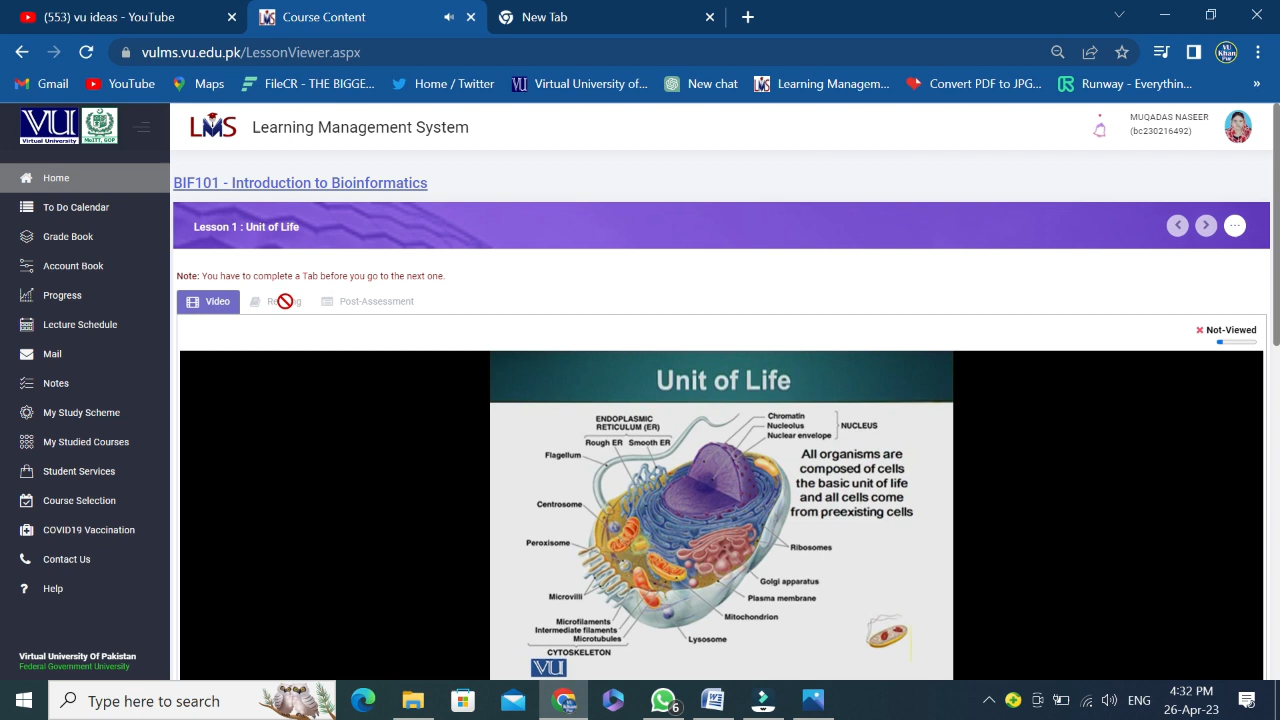 (551) YouTube
New Tab
vulms.vu.edu.pk/LessonViewer.aspx
Gmail
YouTube
Maps
FileCR - THE BIGGE...
Home / Twitter
Virtual University of...
New chat
Learning Managem...
Convert PDF to JPG...
Runway - Everythin...
»
VU
Virtual University
MoITT, GOP
LMS
Learning Management System
MUQADAS NASEER
(bc230216492)
Home
To Do Calendar
Grade Book
Account Book
Progress
Lecture Schedule
Mail
Notes
My Study Scheme
My Studied Courses
Student Services
Course Selection
COVID19 Vaccination
Contact Us
Help
Virtual University Of Pakistan
Federal Government University
BIF101 - Introduction to Bioinformatics
Lesson 1 : Unit of Life
Note: You have to complete a Tab before you go to the next one.
Video
Reading
Post-Assessment
Not-Viewed
Unit of Life
ENDOPLASMIC
RETICULUM (ER)
Rough ER
Smooth ER
Flagellum
Centrosome
Peroxisome
Microvilli
Microfilaments
Intermediate filaments
Microtubules
CYTOSKELETON
Chromatin
Nucleolus
Nuclear envelope
NUCLEUS
All organisms are
composed of cells
the basic unit of life
and all cells come
from preexisting cells
Ribosomes
Golgi apparatus
Plasma membrane
Mitochondrion
Lysosome
VU
Type here to search
6
ENG
4:32 PM
26-Apr-23